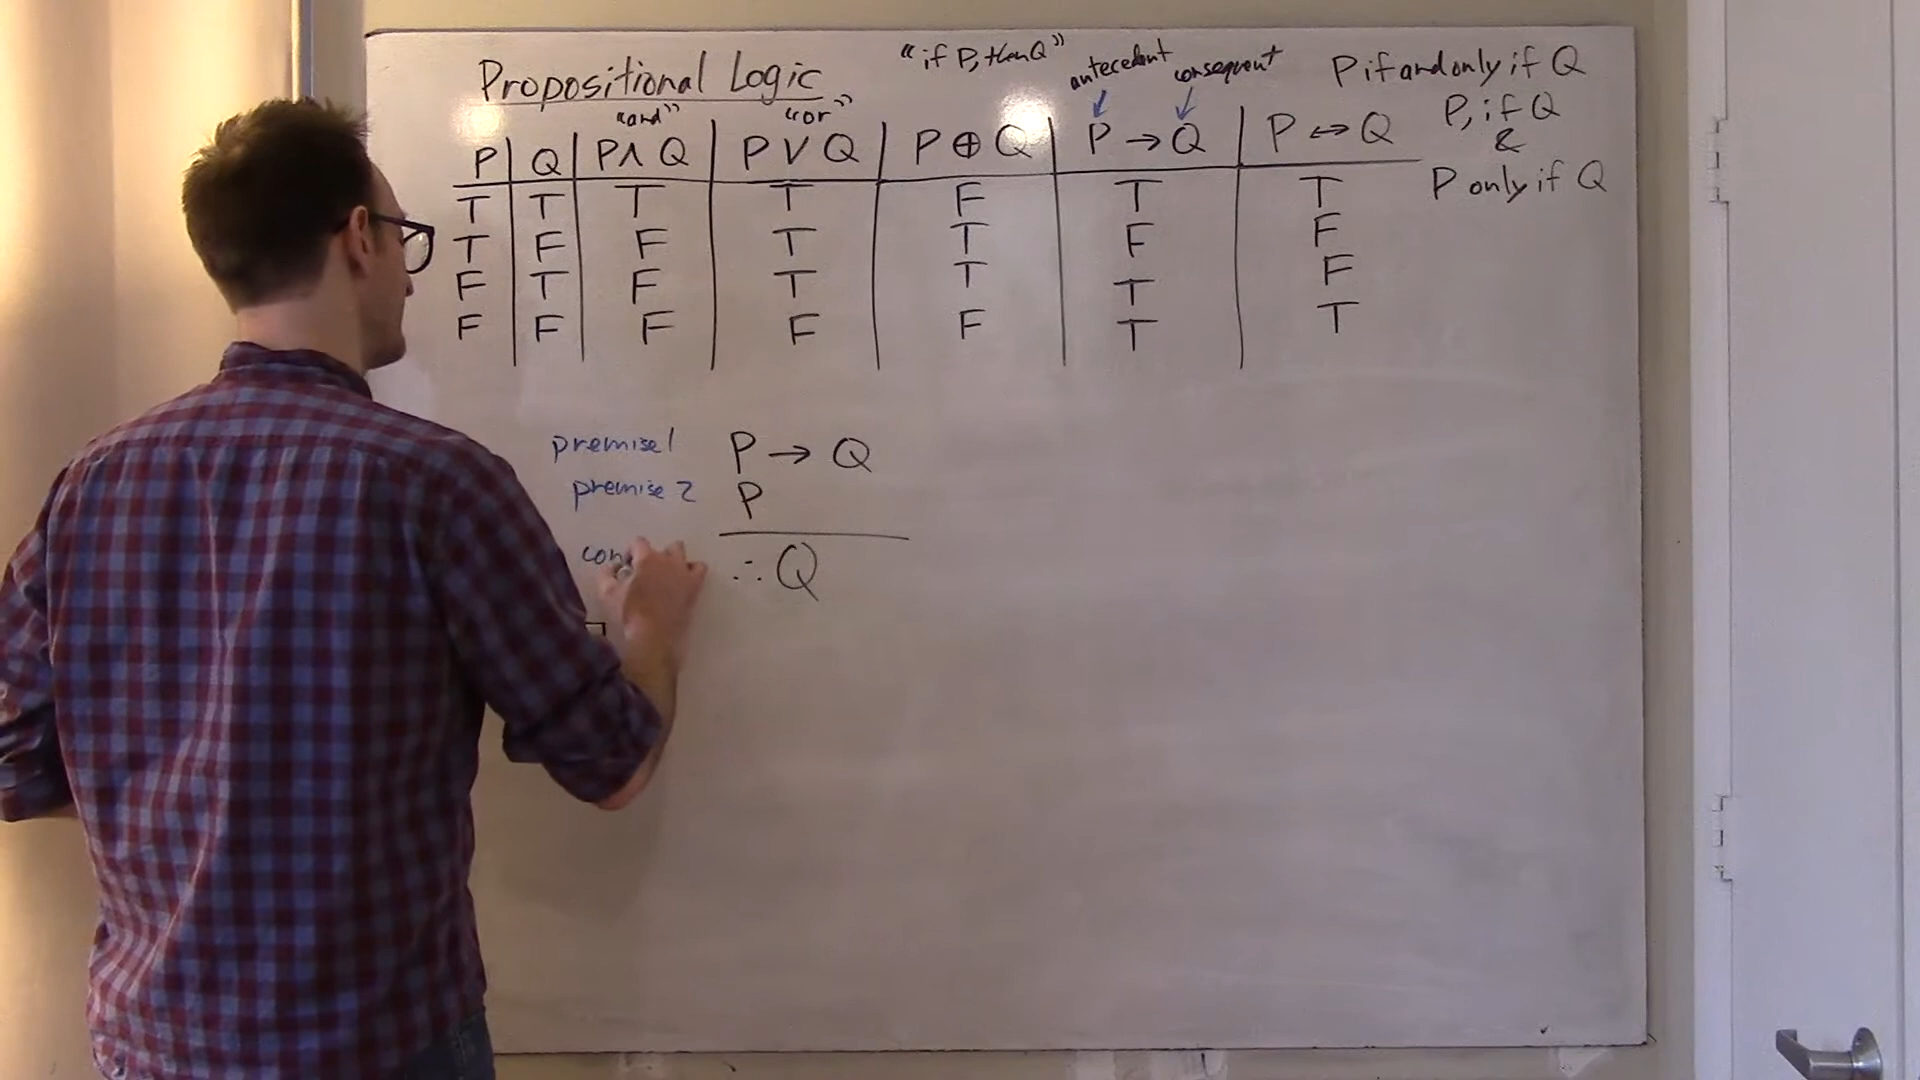 Propositional Logic
"and" "or" "if P, then Q" antecedent consequent
P Q P∧Q P∨Q P⊕Q P→Q P↔Q
T T T T F T T
T F F T T F F
F T F T T T F
F F F F F T T
P if and only if Q
P, if Q
&
P only if Q
premise 1 P → Q
premise 2 P
con ∴ Q